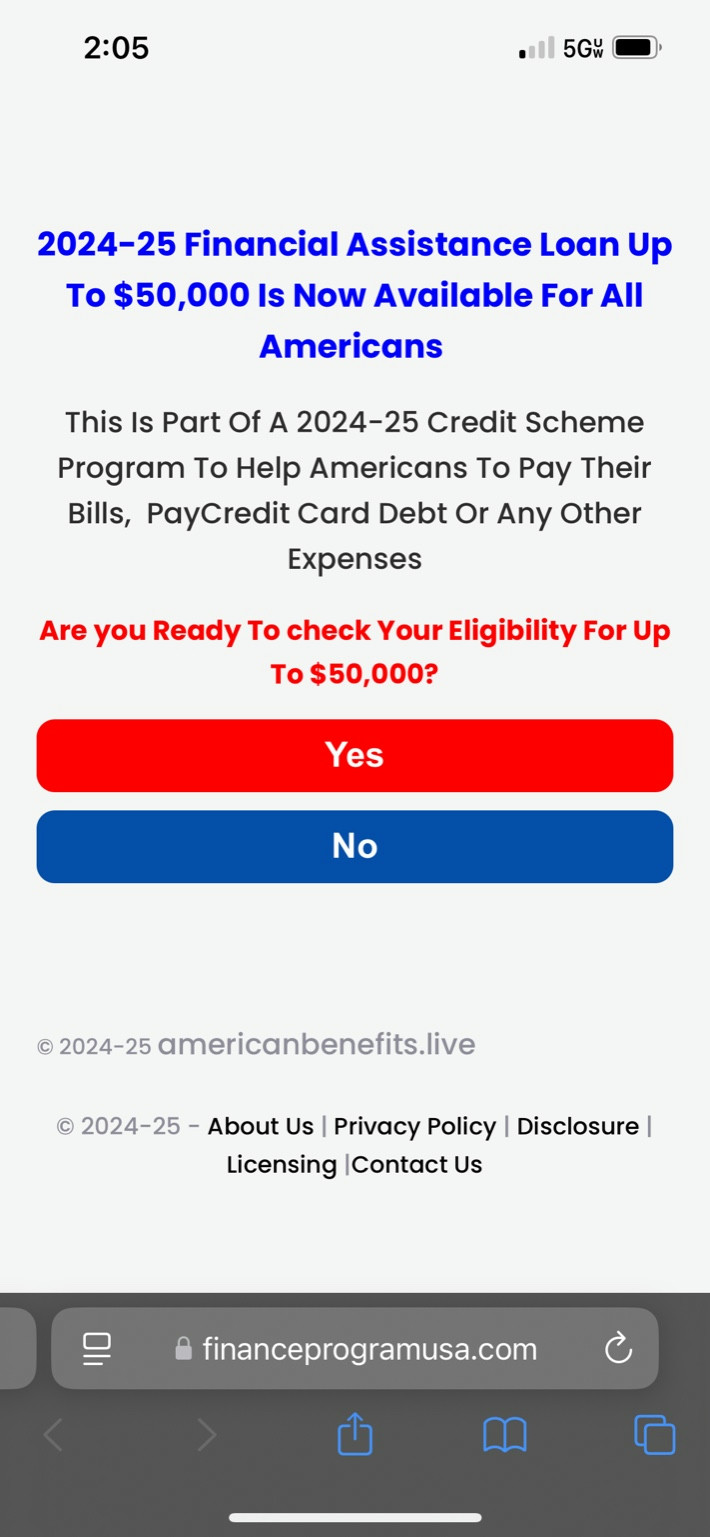 2:05
5GUW
2024-25 Financial Assistance Loan Up
To $50,000 Is Now Available For All
Americans
This Is Part Of A 2024-25 Credit Scheme
Program To Help Americans To Pay Their
Bills,  PayCredit Card Debt Or Any Other
Expenses
Are you Ready To check Your Eligibility For Up
To $50,000?
Yes
No
© 2024-25 americanbenefits.live
© 2024-25 - About Us | Privacy Policy | Disclosure |
Licensing |Contact Us
financeprogramusa.com